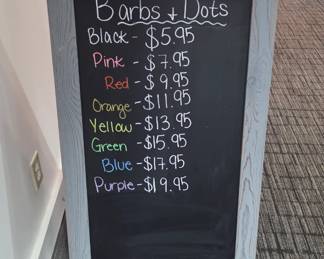 Barbs + Dots
Black - $5.95
Pink - $7.95
Red - $9.95
Orange - $11.95
Yellow - $13.95
Green - $15.95
Blue - $17.95
Purple - $19.95